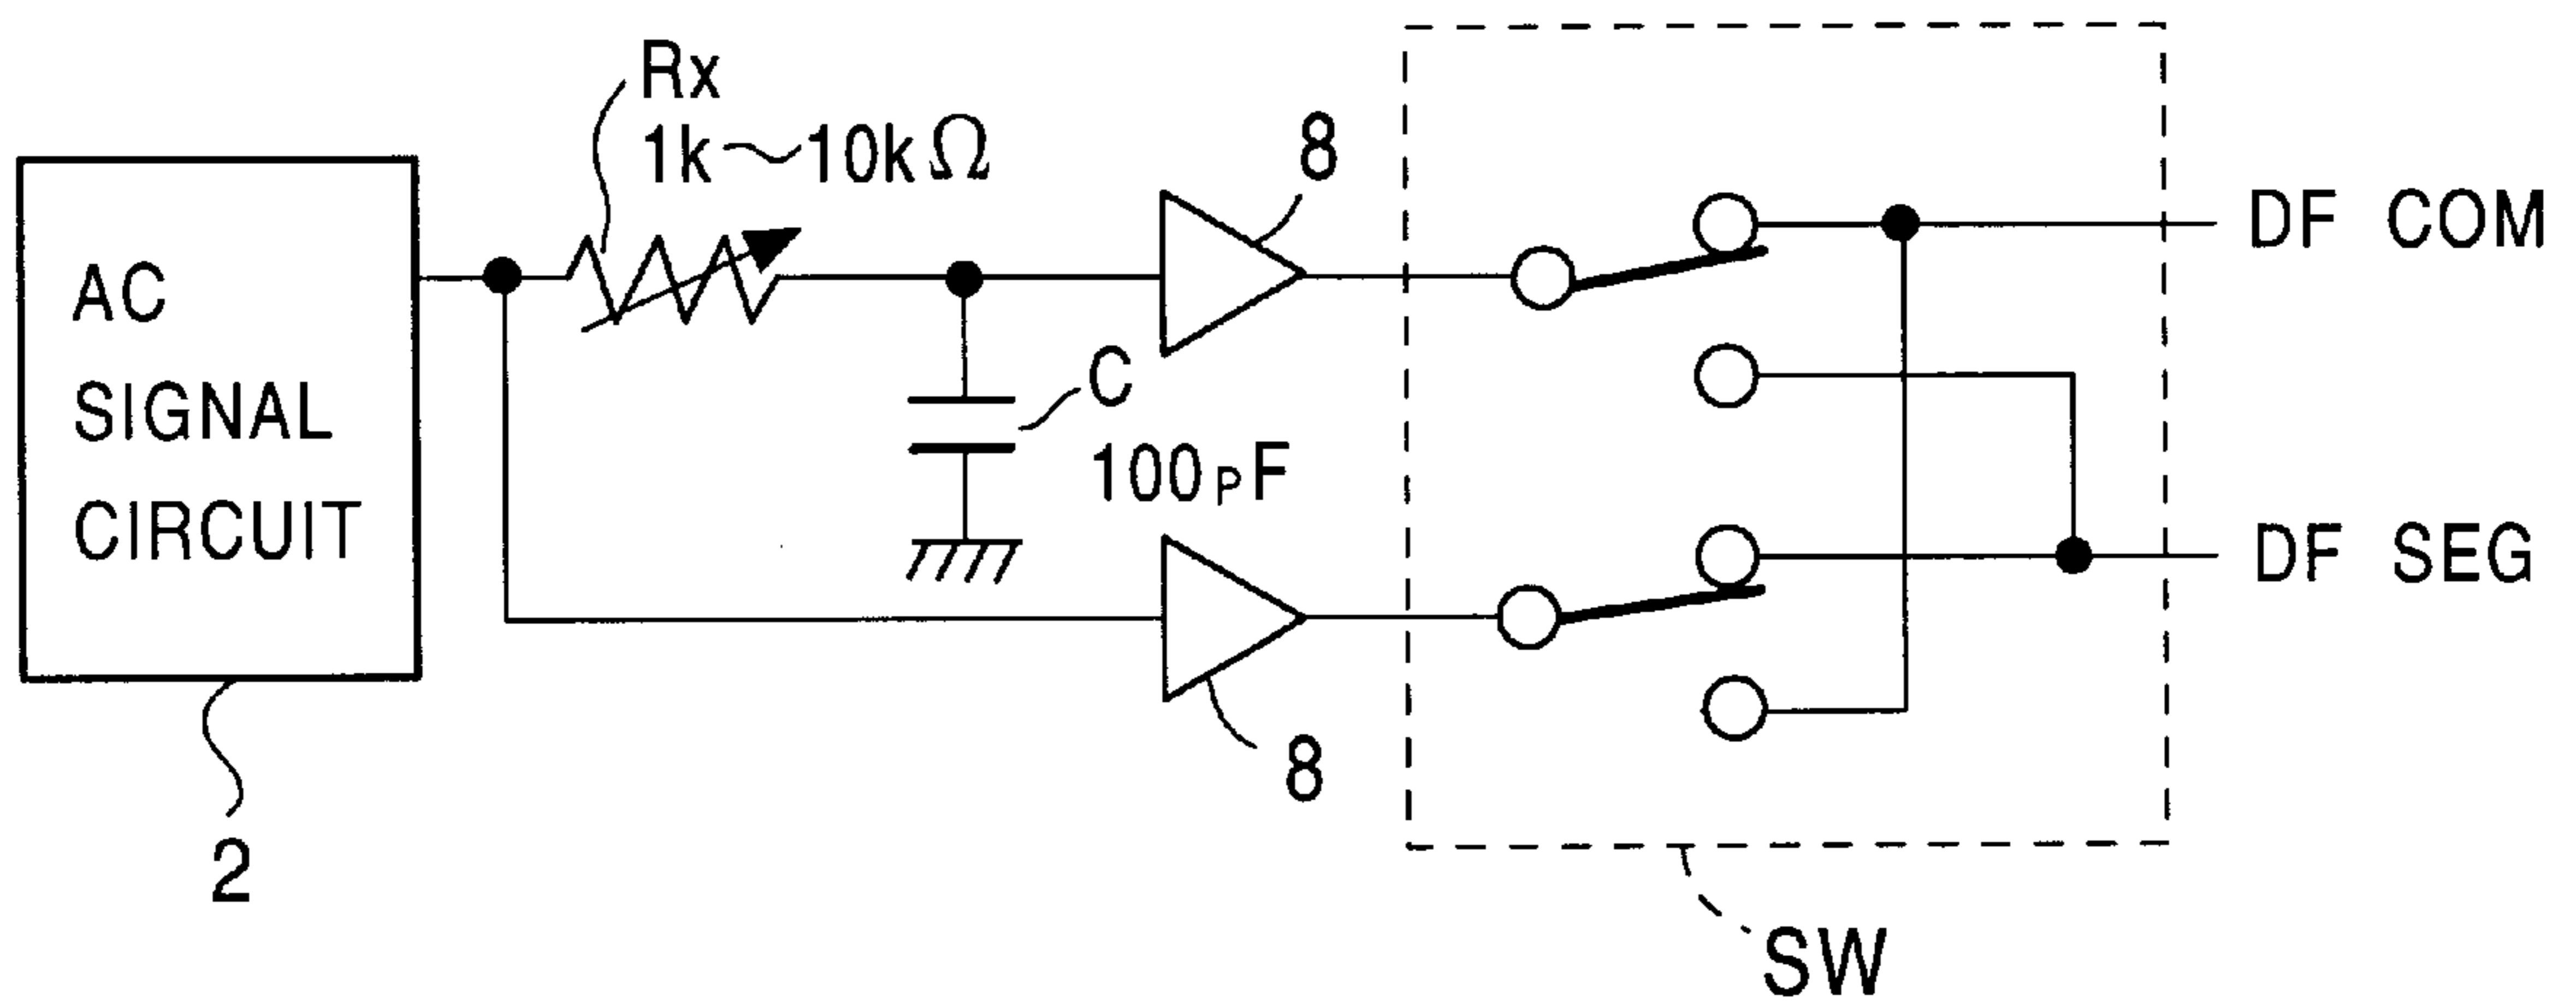 Rx
1k~10kΩ
8
AC
SIGNAL
CIRCUIT
C
100pF
8
2
DF COM
DF SEG
SW